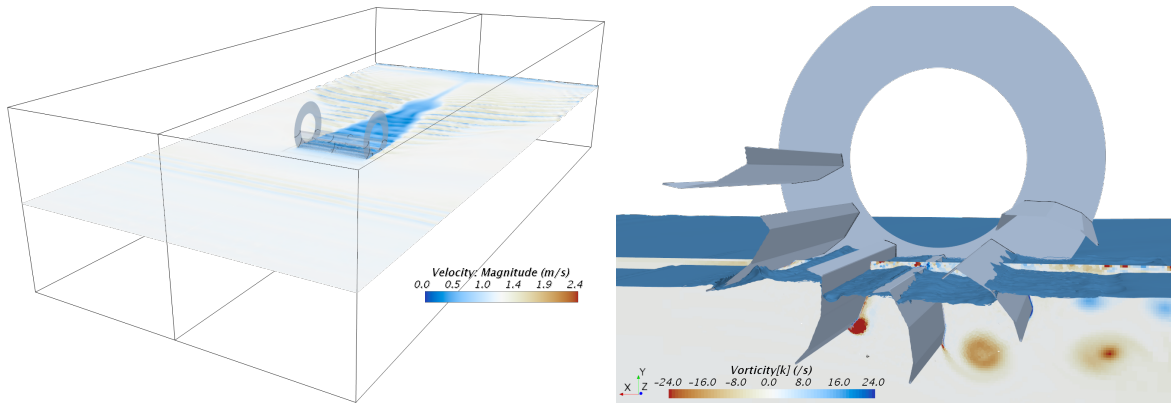 Velocity: Magnitude (m/s)
0.0 0.5 1.0 1.4 1.9 2.4
Y
X Z
Vorticity[k] (/s)
-24.0 -16.0 -8.0 0.0 8.0 16.0 24.0